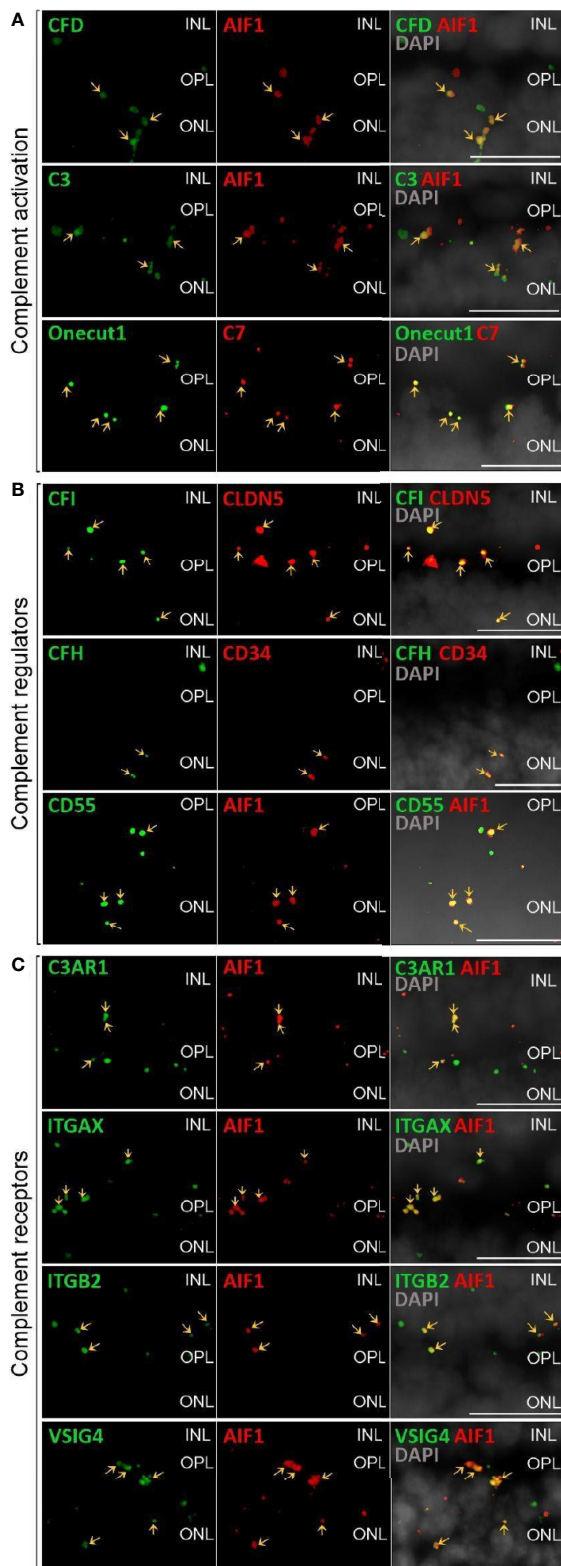 A
Complement activation
CFD INL AIF1 INL CFD AIF1 INL
DAPI
OPL OPL OPL
ONL ONL ONL
C3 INL AIF1 INL C3 AIF1 INL
DAPI
OPL OPL OPL
ONL ONL ONL
Onecut1 C7 Onecut1 C7
DAPI
OPL OPL OPL
ONL ONL ONL
B
Complement regulators
CFI INL CLDN5 INL CFI CLDN5 INL
DAPI
OPL OPL OPL
ONL ONL ONL
CFH INL CD34 INL CFH CD34 INL
DAPI
OPL OPL OPL
ONL ONL ONL
CD55 OPL AIF1 OPL CD55 AIF1 OPL
DAPI
ONL ONL ONL
C
Complement receptors
C3AR1 INL AIF1 INL C3AR1 AIF1 INL
DAPI
OPL OPL OPL
ONL ONL ONL
ITGAX INL AIF1 INL ITGAX AIF1 INL
DAPI
OPL OPL OPL
ONL ONL ONL
ITGB2 INL AIF1 INL ITGB2 AIF1 INL
DAPI
OPL OPL OPL
ONL ONL ONL
VSIG4 INL AIF1 INL VSIG4 AIF1 INL
DAPI
OPL OPL OPL
ONL ONL ONL